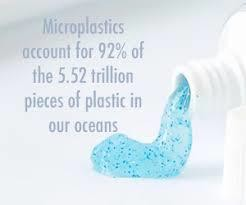 Microplastics
account for 92% of
the 5.52 trillion
pieces of plastic in
our oceans